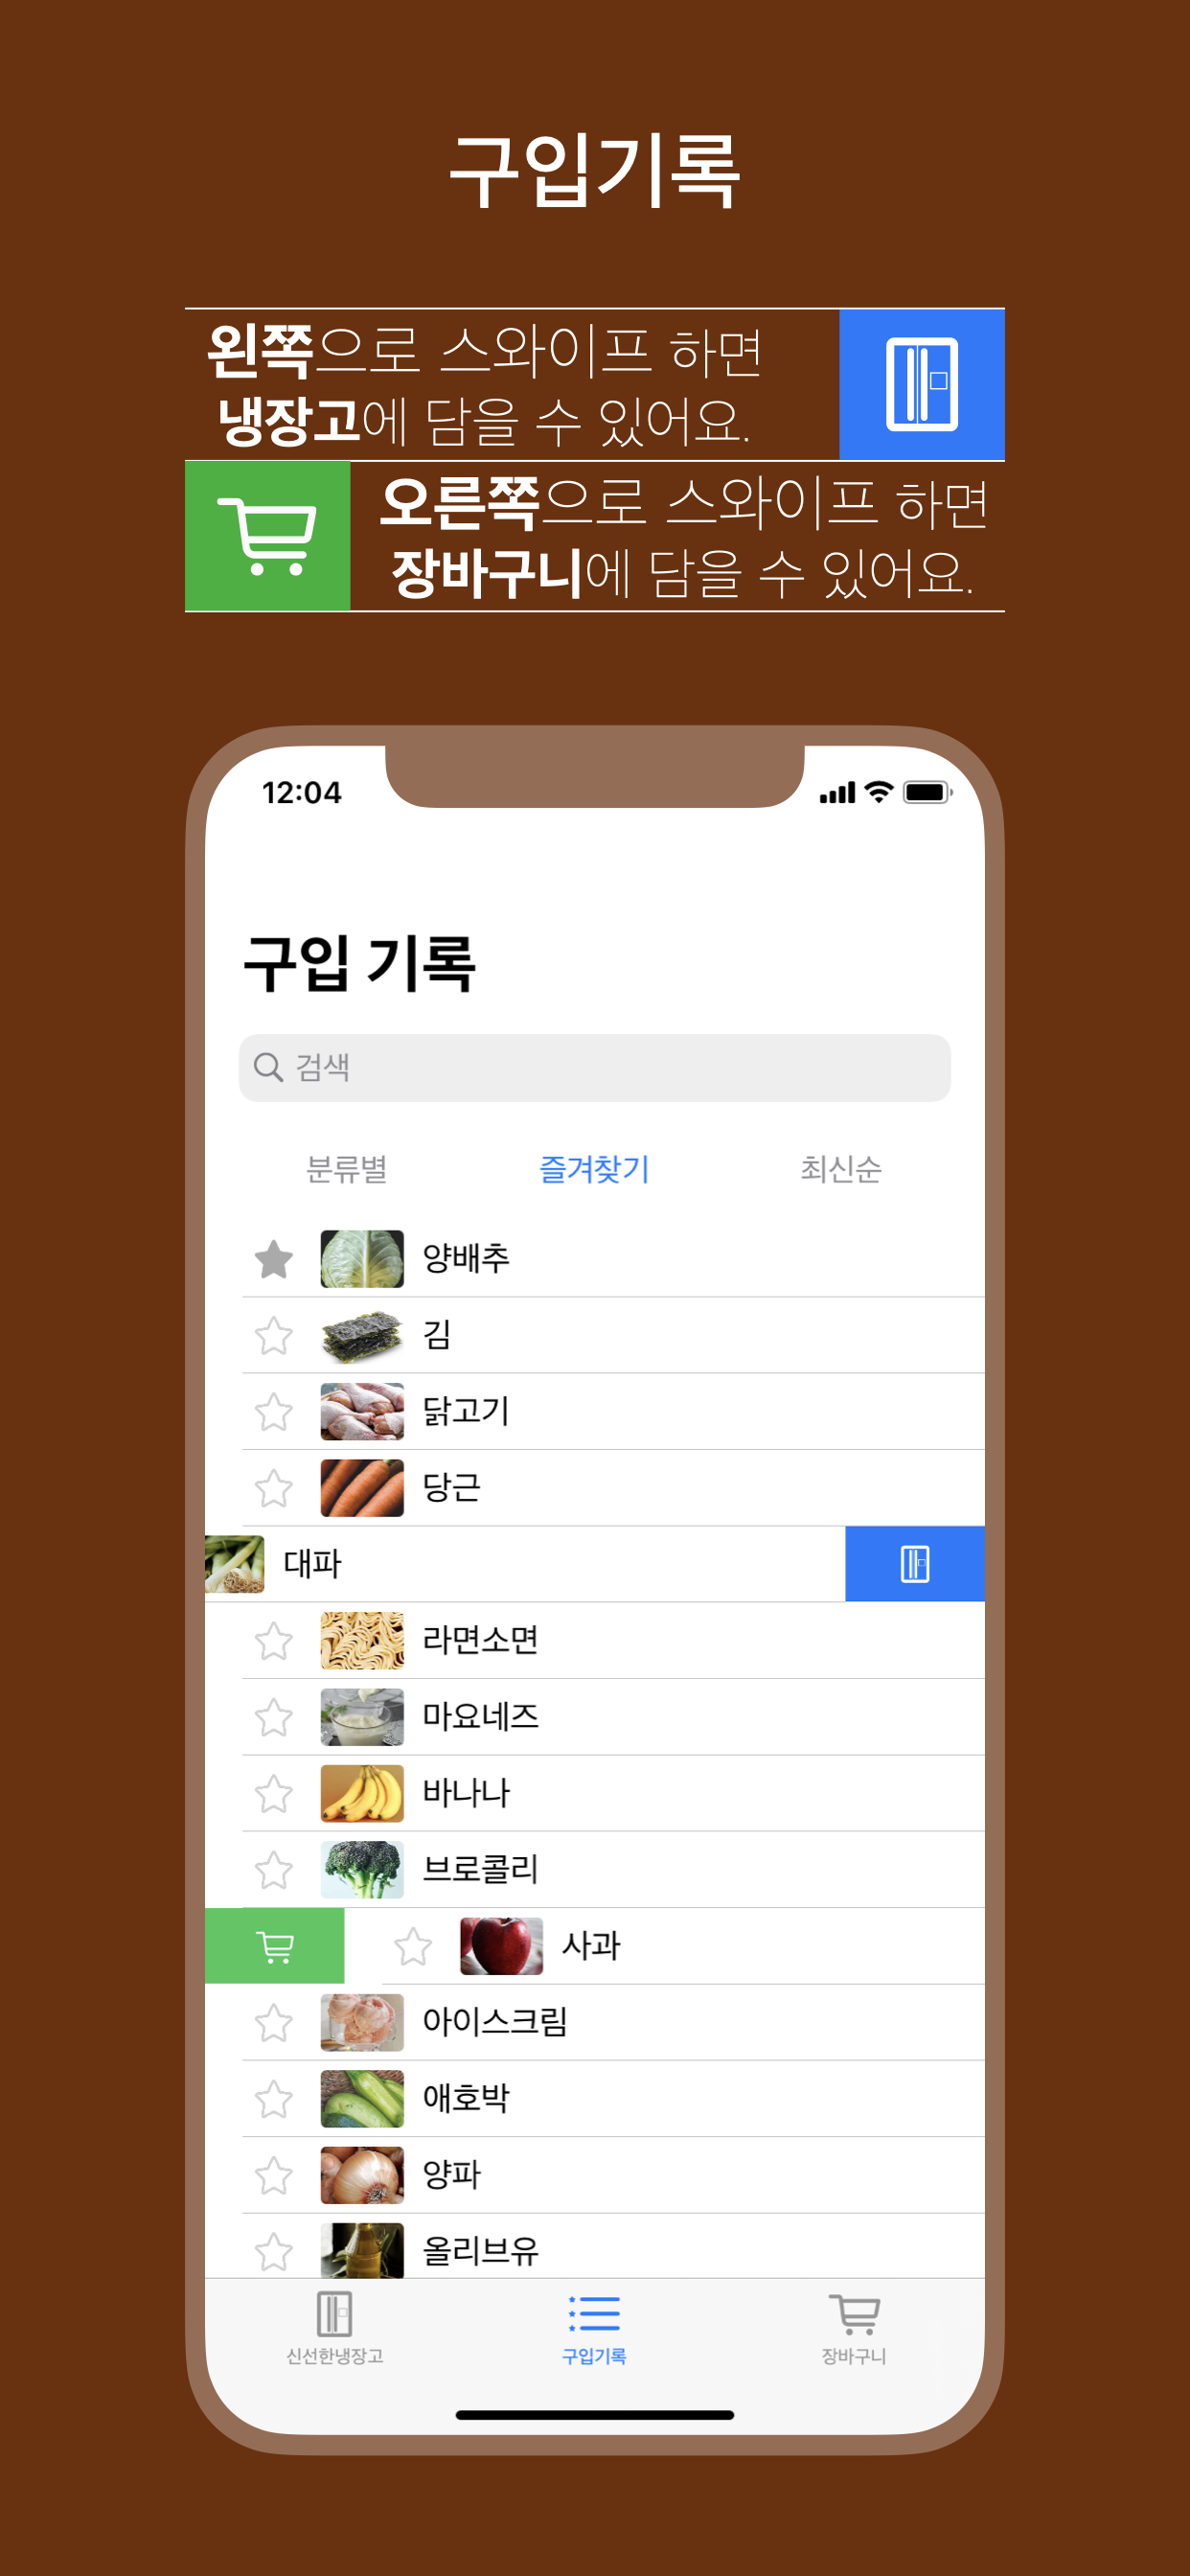 구입기록
왼쪽으로 스와이프 하면
냉장고에 담을 수 있어요.
오른쪽으로 스와이프 하면
장바구니에 담을 수 있어요.
12:04
구입 기록
검색
분류별 즐겨찾기 최신순
양배추
김
닭고기
당근
대파
라면소면
마요네즈
바나나
브로콜리
사과
아이스크림
애호박
양파
올리브유
신선한냉장고 구입기록 장바구니